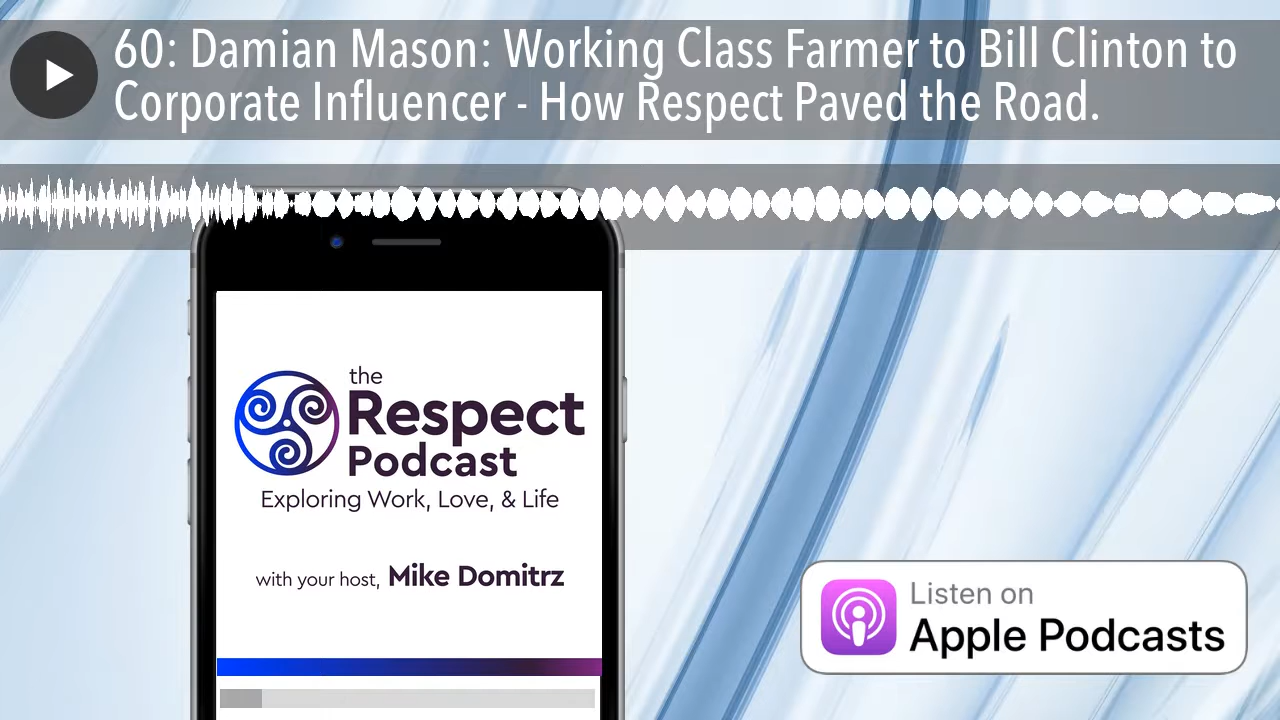 60: Damian Mason: Working Class Farmer to Bill Clinton to
Corporate Influencer - How Respect Paved the Road.
the
Respect
Podcast
Exploring Work, Love, & Life
with your host, Mike Domitrz
Listen on
Apple Podcasts